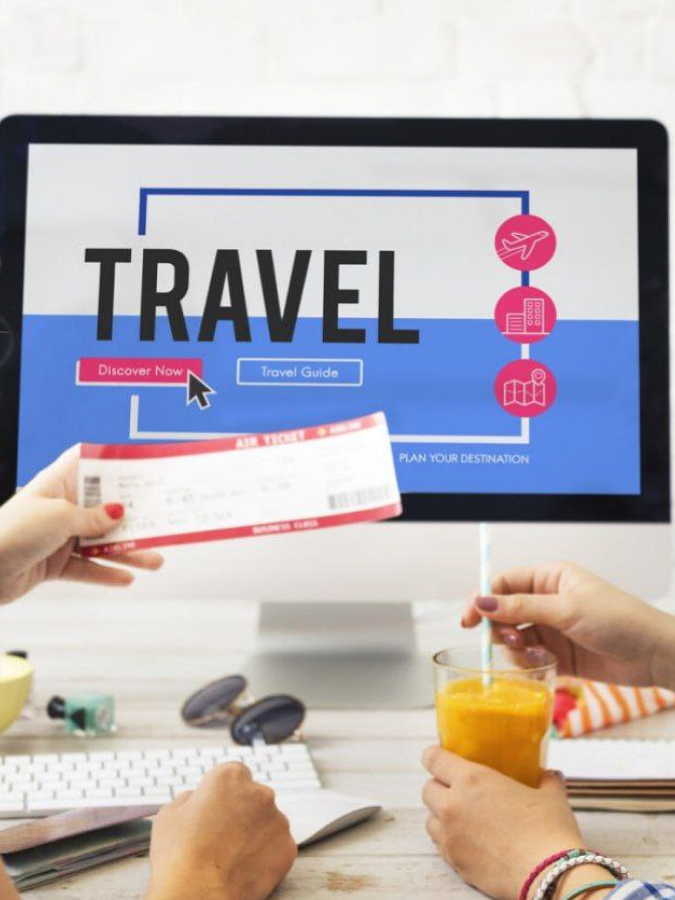 TRAVEL
Discover Now
Travel Guide
PLAN YOUR DESTINATION
AIR TICKET
BUSINESS CLASS